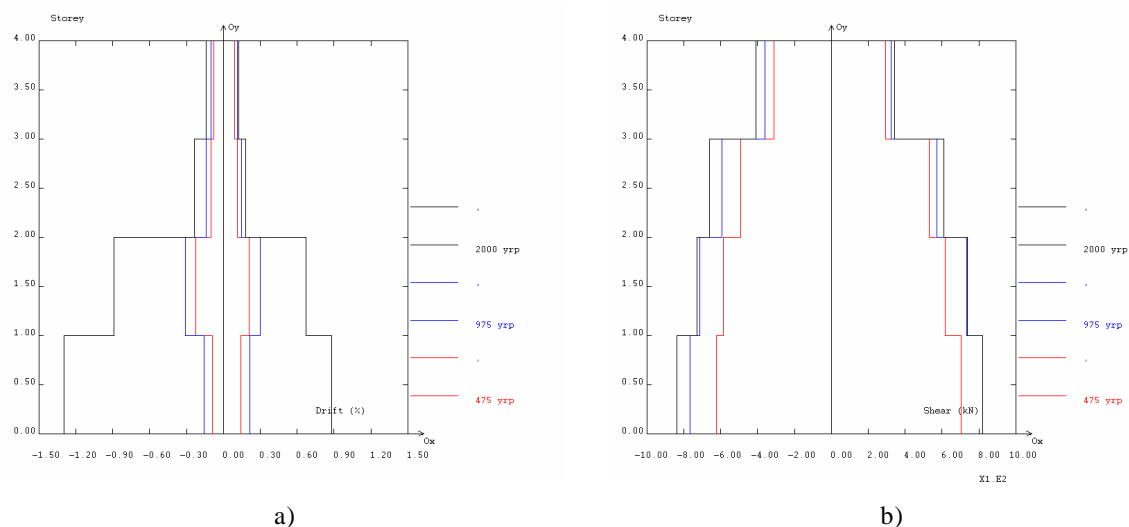 Storey
Oy
4.00
3.50
3.00
2.50
2.00
1.50
1.00
0.50
0.00
2000 yrp
975 yrp
475 yrp
Drift (%)
Ox
-1.50 -0.90 -0.90 -0.60 -0.30 0.00 0.30 0.60 0.90 1.20 1.50
a)
Storey
Oy
4.00
3.50
3.00
2.50
2.00
1.50
1.00
0.50
0.00
2000 yrp
975 yrp
475 yrp
Shear (kN)
Ox
-10.00 -8.00 -6.00 -4.00 -2.00 0.00 2.00 4.00 6.00 8.00 10.00
X1.E2
b)